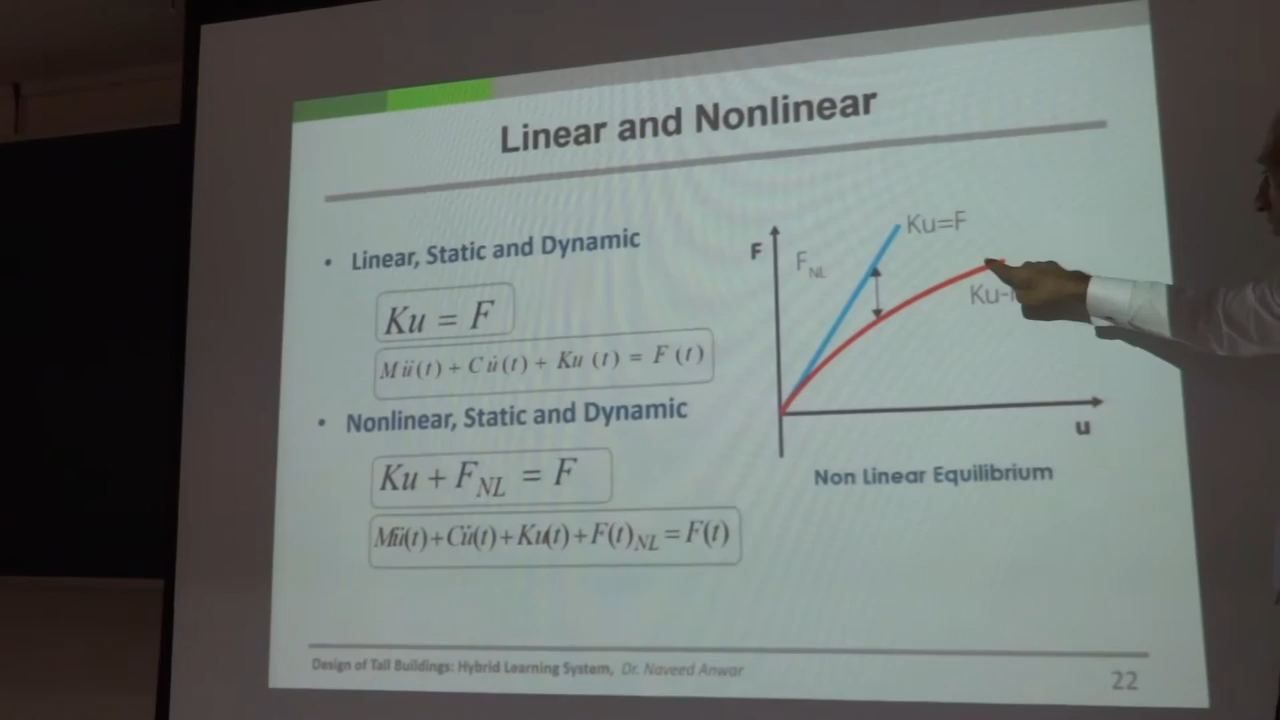 Linear and Nonlinear
• Linear, Static and Dynamic
Ku = F
Mü(t) + Cu̇(t) + Ku (t) = F (t)
• Nonlinear, Static and Dynamic
Ku + F_NL = F
Mü(t)+Cü(t)+Ku(t)+F(t)_NL = F(t)
F
F_NL
Ku=F
Ku-
u
Non Linear Equilibrium
Design of Tall Buildings: Hybrid Learning System, Dr. Naveed Anwar
22